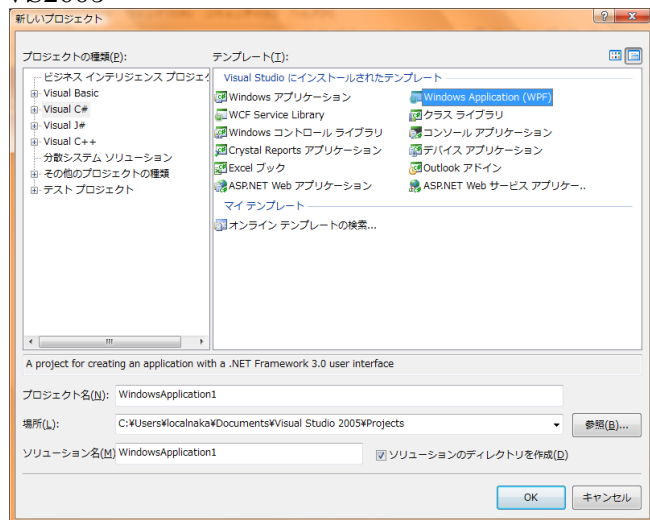 VS2005
新しいプロジェクト
プロジェクトの種類(P):
テンプレート(T):
ビジネス インテリジェンス プロジェク
Visual Basic
Visual C#
Visual J#
Visual C++
分散システム ソリューション
その他のプロジェクトの種類
テスト プロジェクト
Visual Studio にインストールされたテンプレート
Windows アプリケーション
Windows Application (WPF)
WCF Service Library
クラス ライブラリ
Windows コントロール ライブラリ
コンソール アプリケーション
Crystal Reports アプリケーション
デバイス アプリケーション
Excel ブック
Outlook アドイン
ASP.NET Web アプリケーション
ASP.NET Web サービス アプリケー..
マイ テンプレート
オンライン テンプレートの検索...
A project for creating an application with a .NET Framework 3.0 user interface
プロジェクト名(N):
WindowsApplication1
場所(L):
C:¥Users¥localnaka¥Documents¥Visual Studio 2005¥Projects
参照(B)...
ソリューション名(M)
WindowsApplication1
ソリューションのディレクトリを作成(D)
OK
キャンセル